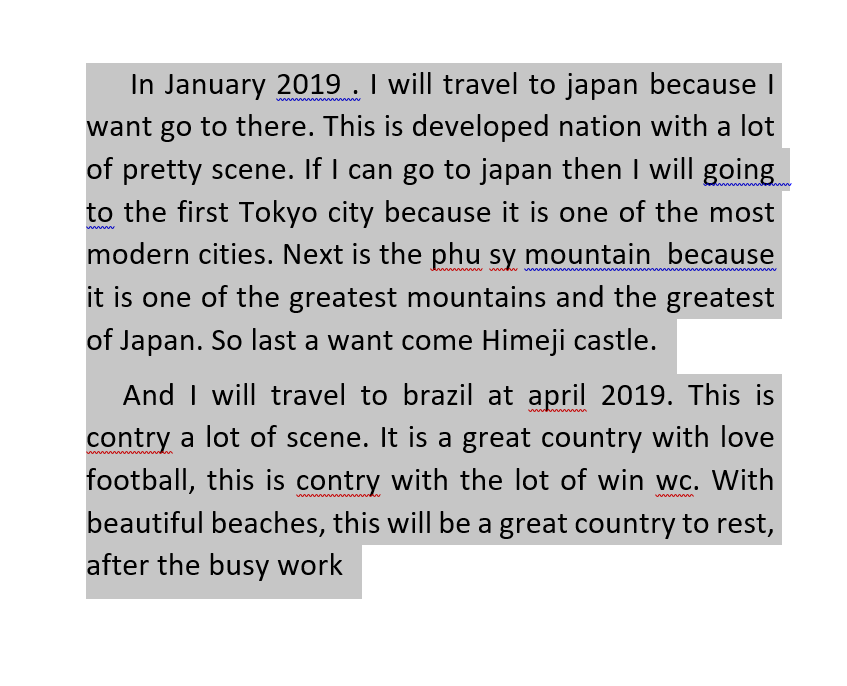 In January 2019 . I will travel to japan because I
want go to there. This is developed nation with a lot
of pretty scene. If I can go to japan then I will going
to the first Tokyo city because it is one of the most
modern cities. Next is the phu sy mountain  because
it is one of the greatest mountains and the greatest
of Japan. So last a want come Himeji castle.
And I will travel to brazil at april 2019. This is
contry a lot of scene. It is a great country with love
football, this is contry with the lot of win wc. With
beautiful beaches, this will be a great country to rest,
after the busy work